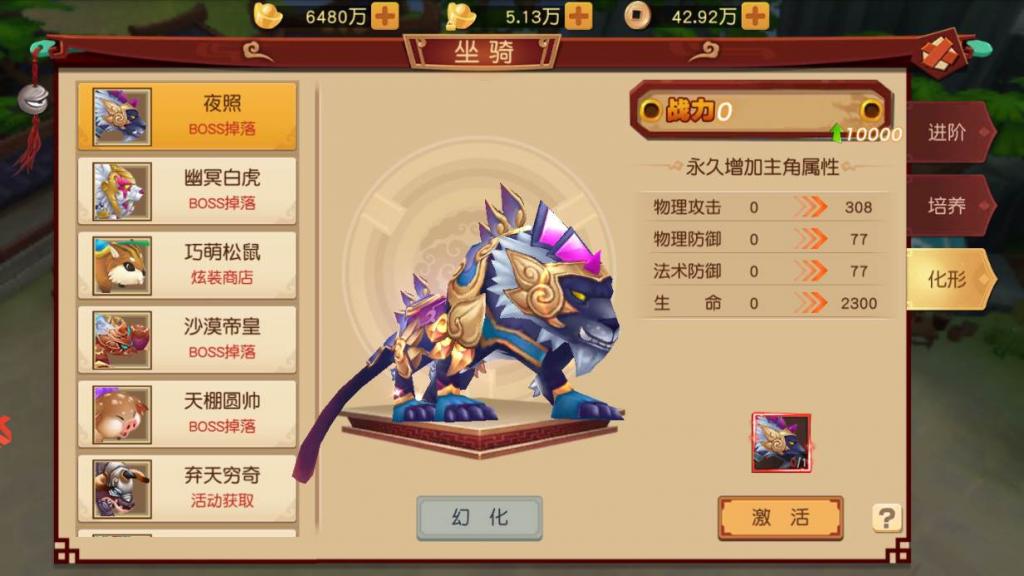 6480万
5.13万
42.92万
坐骑
夜照
BOSS掉落
幽冥白虎
BOSS掉落
巧萌松鼠
炫装商店
沙漠帝皇
BOSS掉落
天棚圆帅
BOSS掉落
弃天穷奇
活动获取
战力0
10000
永久增加主角属性
物理攻击 0 308
物理防御 0 77
法术防御 0 77
生命 0 2300
0/1
幻化
激活
?
进阶
培养
化形